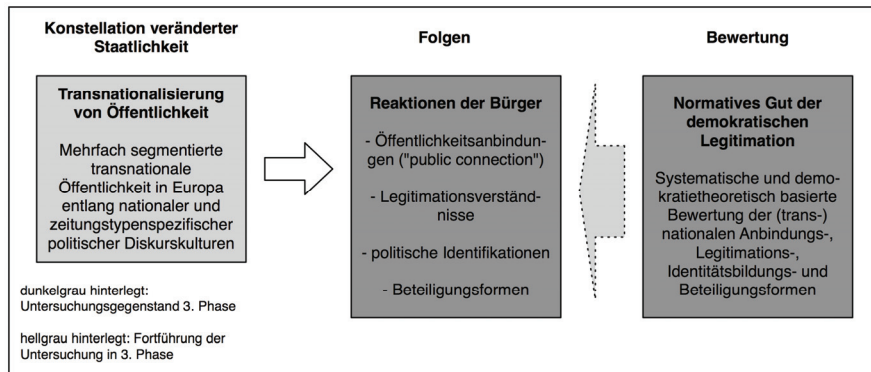 Konstellation veränderter
Staatlichkeit
Folgen
Bewertung
Transnationalisierung
von Öffentlichkeit
Mehrfach segmentierte
transnationale
Öffentlichkeit in Europa
entlang nationaler und
zeitungstypenspezifischer
politischer Diskurskulturen
Reaktionen der Bürger
- Öffentlichkeitsanbindun-
gen ("public connection")
- Legitimationsverständ-
nisse
- politische Identifikationen
- Beteiligungsformen
Normatives Gut der
demokratischen
Legitimation
Systematische und demo-
kratietheoretisch basierte
Bewertung der (trans-)
nationalen Anbindungs-,
Legitimations-,
Identitätsbildungs- und
Beteiligungsformen
dunkelgrau hinterlegt:
Untersuchungsgegenstand 3. Phase
hellgrau hinterlegt: Fortführung der
Untersuchung in 3. Phase